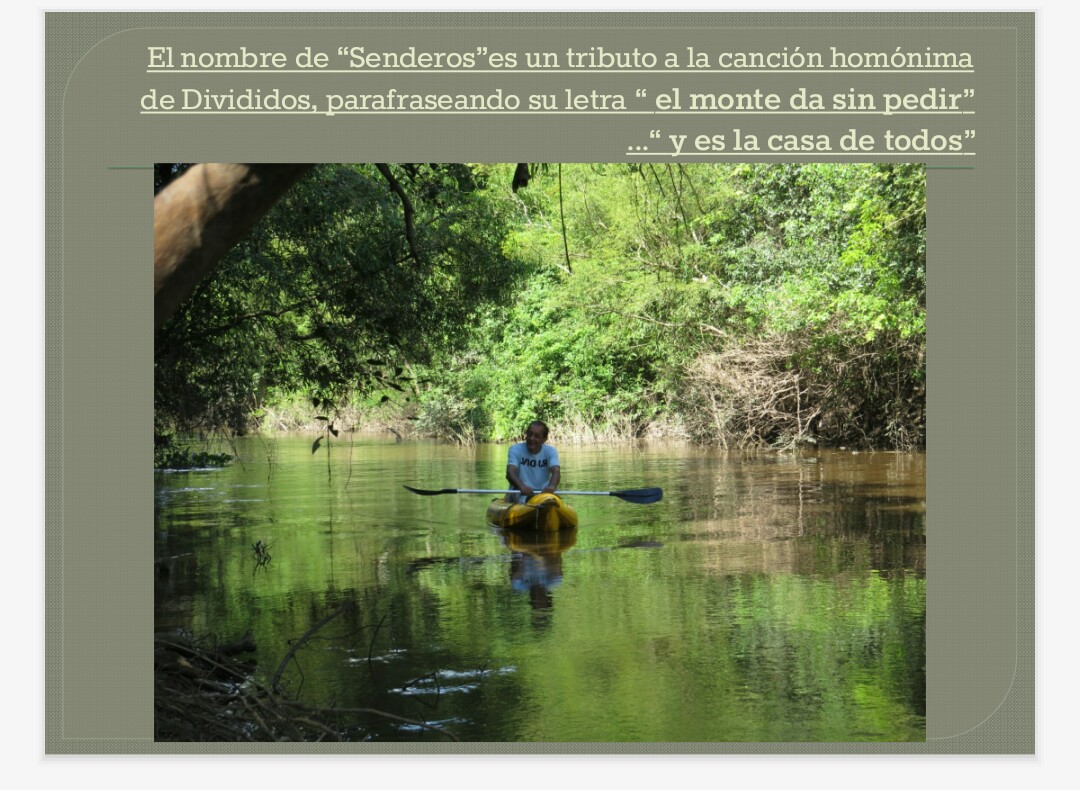 El nombre de “Senderos”es un tributo a la canción homónima
de Divididos, parafraseando su letra “ el monte da sin pedir”
...“ y es la casa de todos”